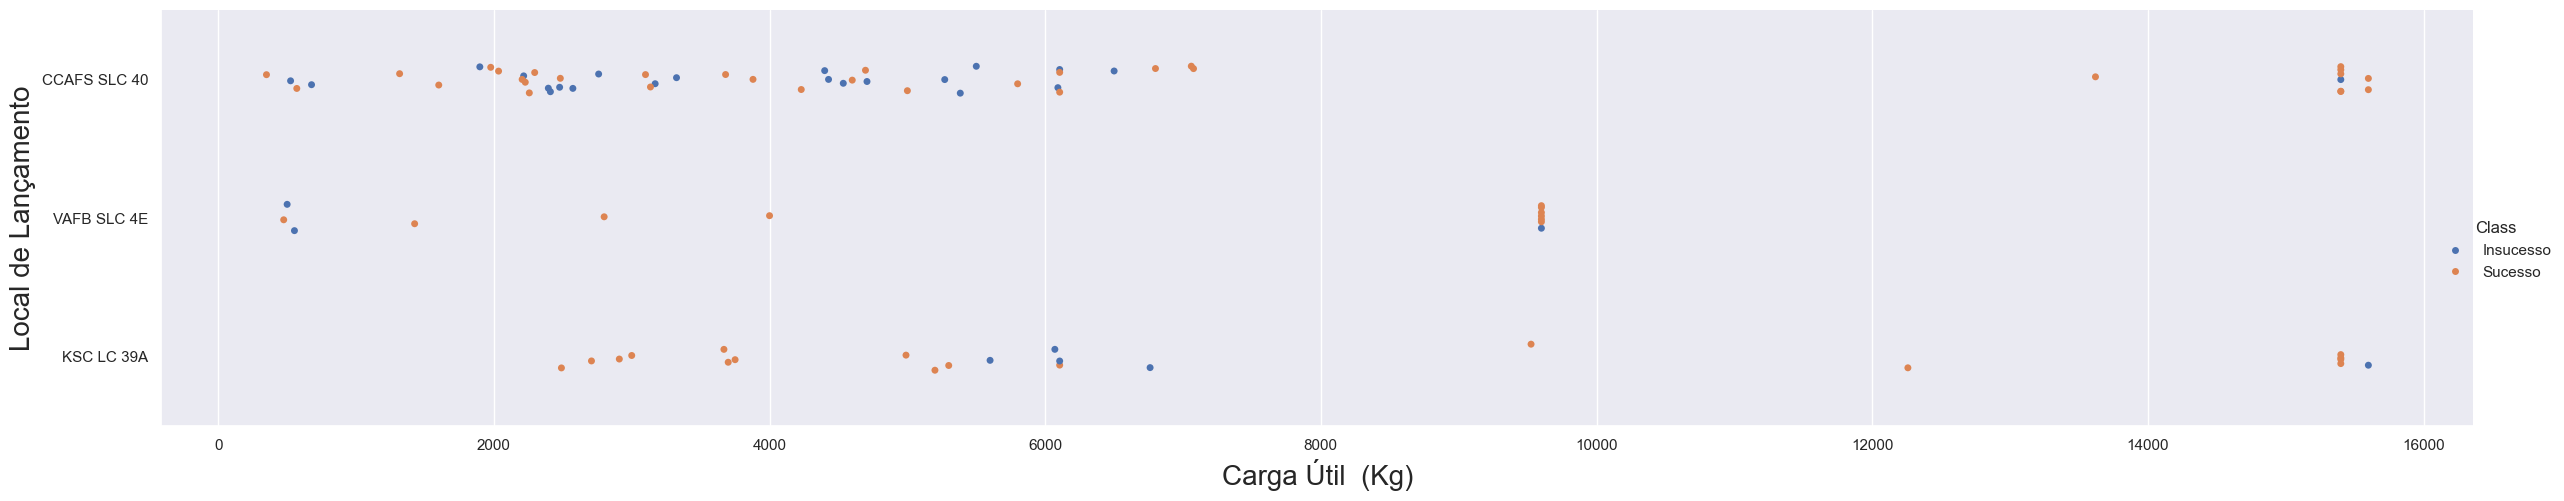 Local de Lançamento
CCAFS SLC 40
VAFB SLC 4E
KSC LC 39A
0 2000 4000 6000 8000 10000 12000 14000 16000
Carga Útil (Kg)
Class
Insucesso
Sucesso